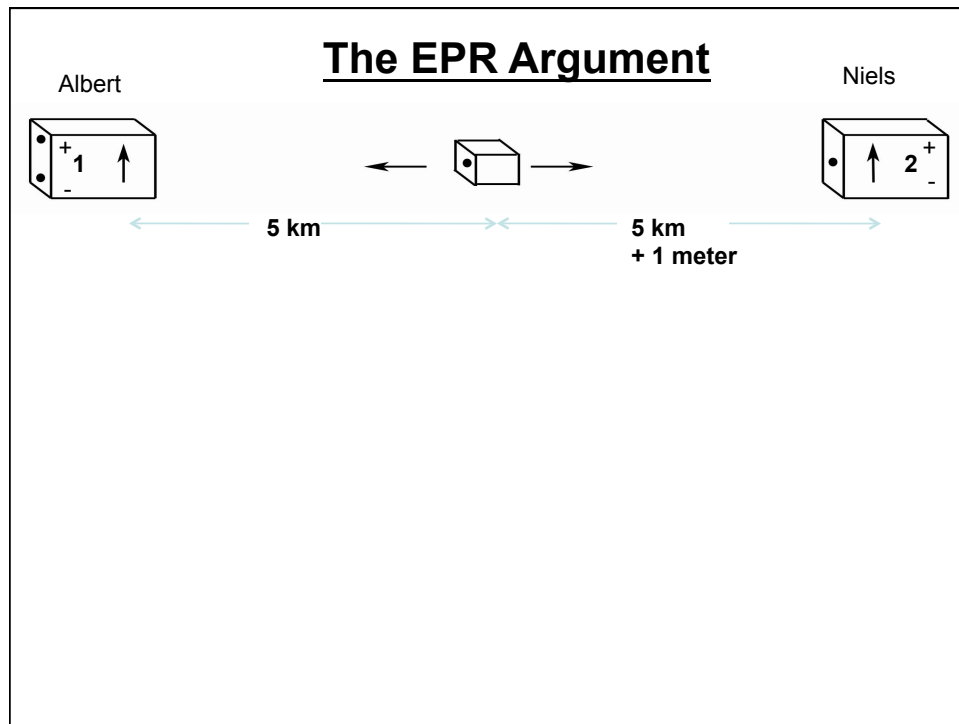 The EPR Argument
Albert
Niels
+
1
-
2
+
-
5 km
5 km
+ 1 meter